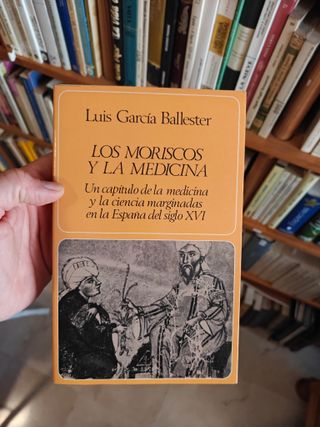 Luis García Ballester
LOS MORISCOS
Y LA MEDICINA
Un capítulo de la medicina
y la ciencia marginadas
en la España del siglo XVI